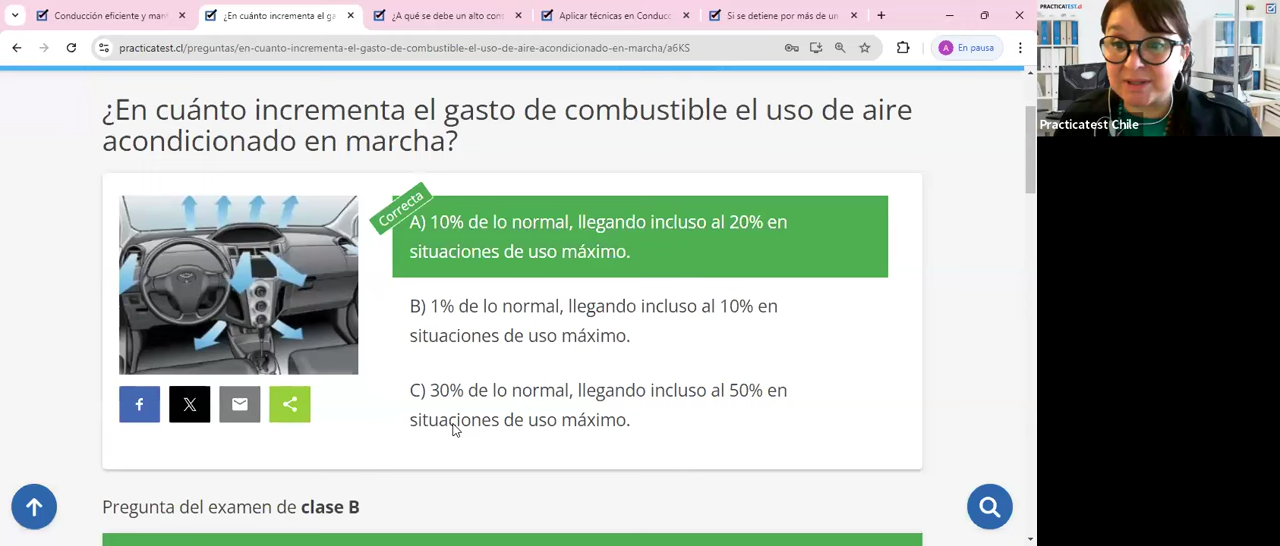 Conducción eficiente y mant
¿En cuánto incrementa el ga
¿A qué se debe un alto cont
Aplicar técnicas en Conducc
Si se detiene por más de un
practicatest.cl/preguntas/en-cuanto-incrementa-el-gasto-de-combustible-el-uso-de-aire-acondicionado-en-marcha/a6KS
A En pausa
PRACTICATEST.CL
Practicatest Chile
¿En cuánto incrementa el gasto de combustible el uso de aire
acondicionado en marcha?
Correcta
A) 10% de lo normal, llegando incluso al 20% en
situaciones de uso máximo.
B) 1% de lo normal, llegando incluso al 10% en
situaciones de uso máximo.
C) 30% de lo normal, llegando incluso al 50% en
situaciones de uso máximo.
Pregunta del examen de clase B